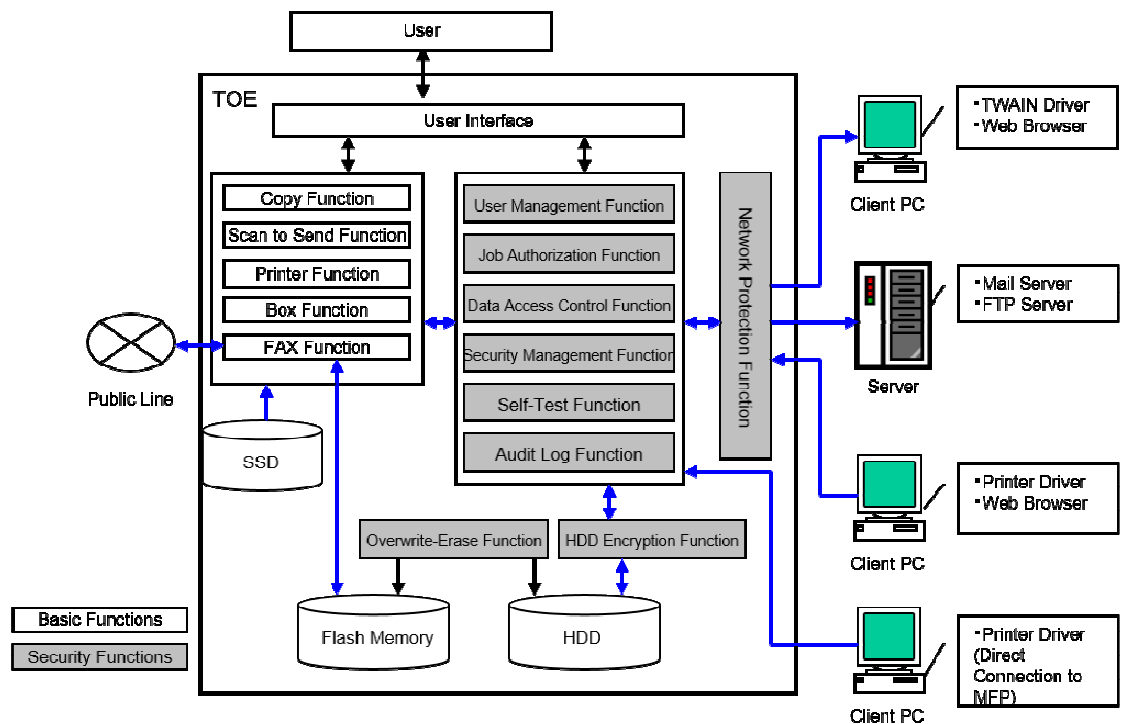 User
TOE
User Interface
Copy Function
Scan to Send Function
Printer Function
Box Function
FAX Function
Public Line
SSD
User Management Function
Job Authorization Function
Data Access Control Function
Security Management Function
Self-Test Function
Audit Log Function
Network Protection Function
Overwrite-Erase Function
HDD Encryption Function
Flash Memory
HDD
Basic Functions
Security Functions
▪TWAIN Driver
▪Web Browser
Client PC
▪Mail Server
▪FTP Server
Server
▪Printer Driver
▪Web Browser
Client PC
▪Printer Driver
(Direct
Connection to
MFP)
Client PC